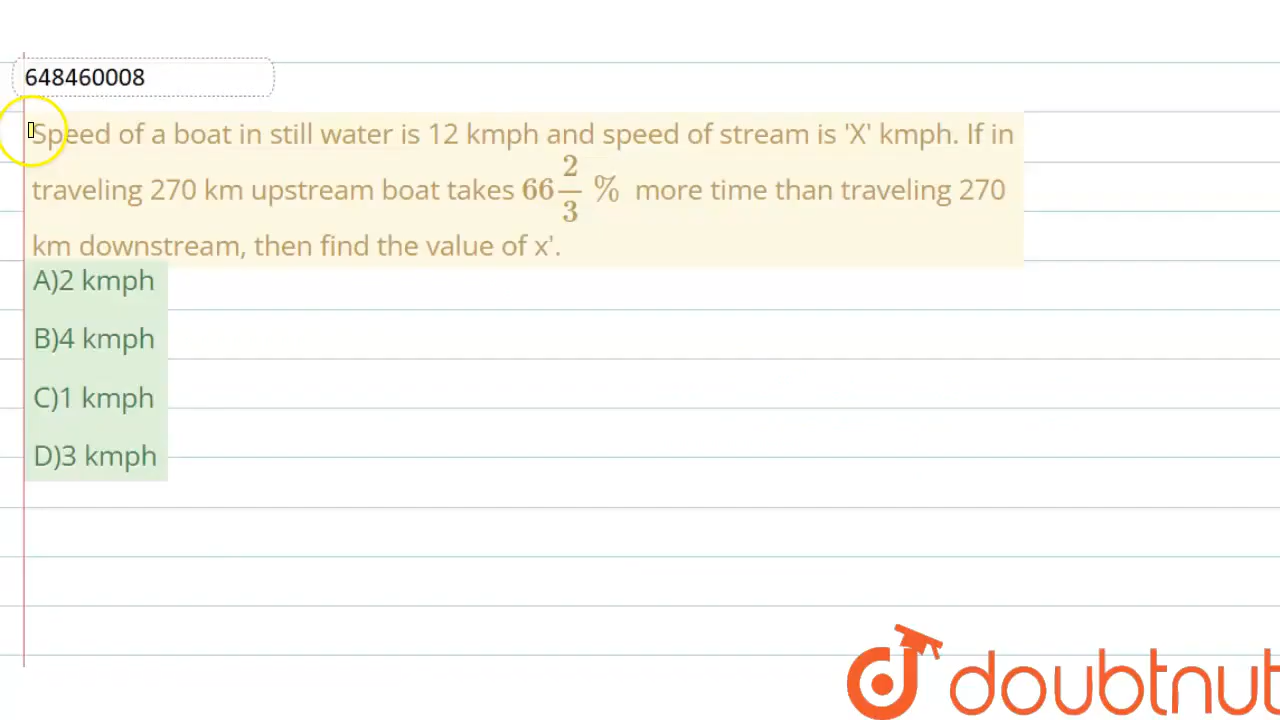 648460008
Speed of a boat in still water is 12 kmph and speed of stream is 'X' kmph. If in
traveling 270 km upstream boat takes 66 2/3 % more time than traveling 270
km downstream, then find the value of x'.
A)2 kmph
B)4 kmph
C)1 kmph
D)3 kmph
doubtnut